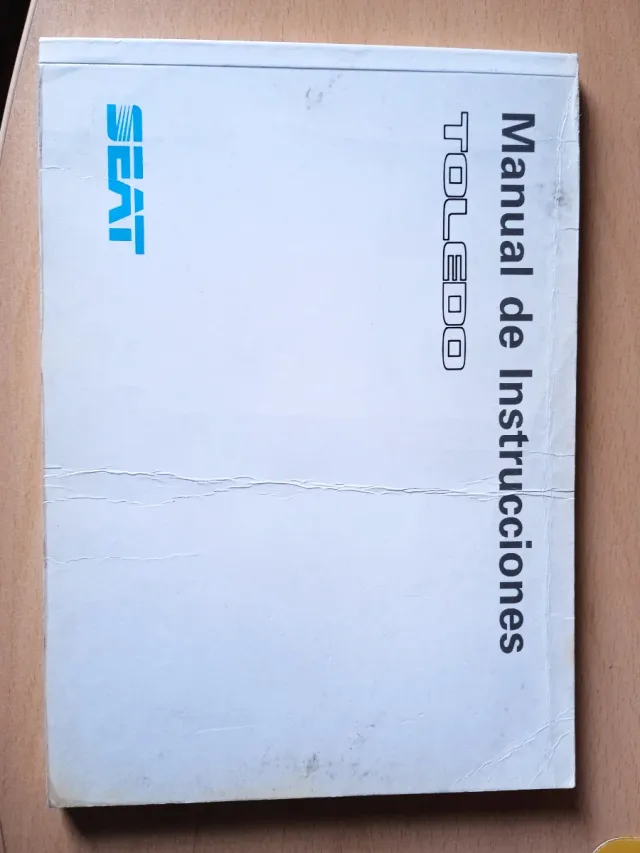 Manual de Instrucciones
TOLEDO
SEAT